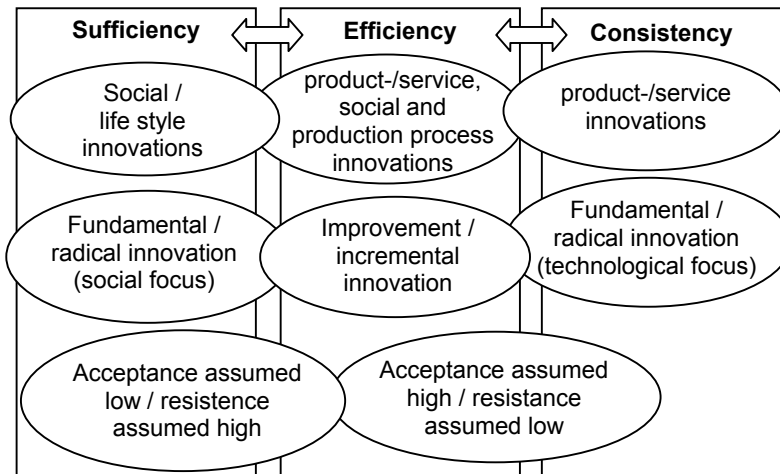 Sufficiency
Efficiency
Consistency
Social /
life style
innovations
product-/service,
social and
production process
innovations
product-/service
innovations
Fundamental /
radical innovation
(social focus)
Improvement /
incremental
innovation
Fundamental /
radical innovation
(technological focus)
Acceptance assumed
low / resistence
assumed high
Acceptance assumed
high / resistance
assumed low